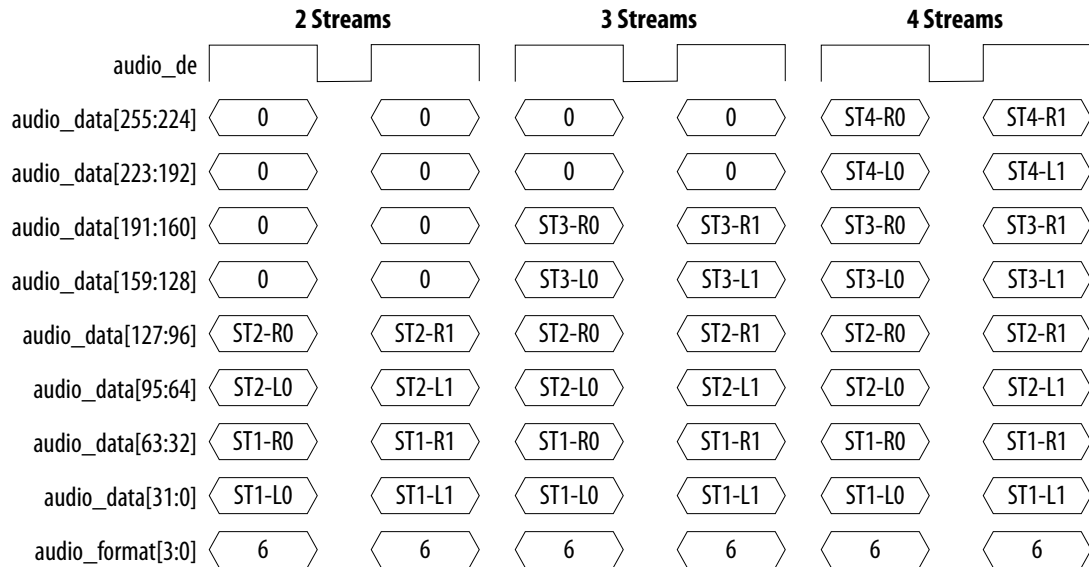 2 Streams 3 Streams 4 Streams
audio_de
audio_data[255:224] 0 0 0 0 ST4-R0 ST4-R1
audio_data[223:192] 0 0 0 0 ST4-L0 ST4-L1
audio_data[191:160] 0 0 ST3-R0 ST3-R1 ST3-R0 ST3-R1
audio_data[159:128] 0 0 ST3-L0 ST3-L1 ST3-L0 ST3-L1
audio_data[127:96] ST2-R0 ST2-R1 ST2-R0 ST2-R1 ST2-R0 ST2-R1
audio_data[95:64] ST2-L0 ST2-L1 ST2-L0 ST2-L1 ST2-L0 ST2-L1
audio_data[63:32] ST1-R0 ST1-R1 ST1-R0 ST1-R1 ST1-R0 ST1-R1
audio_data[31:0] ST1-L0 ST1-L1 ST1-L0 ST1-L1 ST1-L0 ST1-L1
audio_format[3:0] 6 6 6 6 6 6